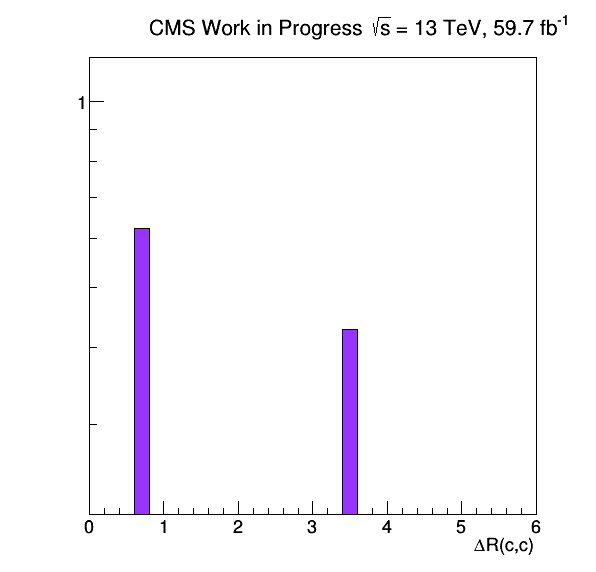 CMS Work in Progress √s = 13 TeV, 59.7 fb⁻¹
1
0 1 2 3 4 5 6
ΔR(c,c)